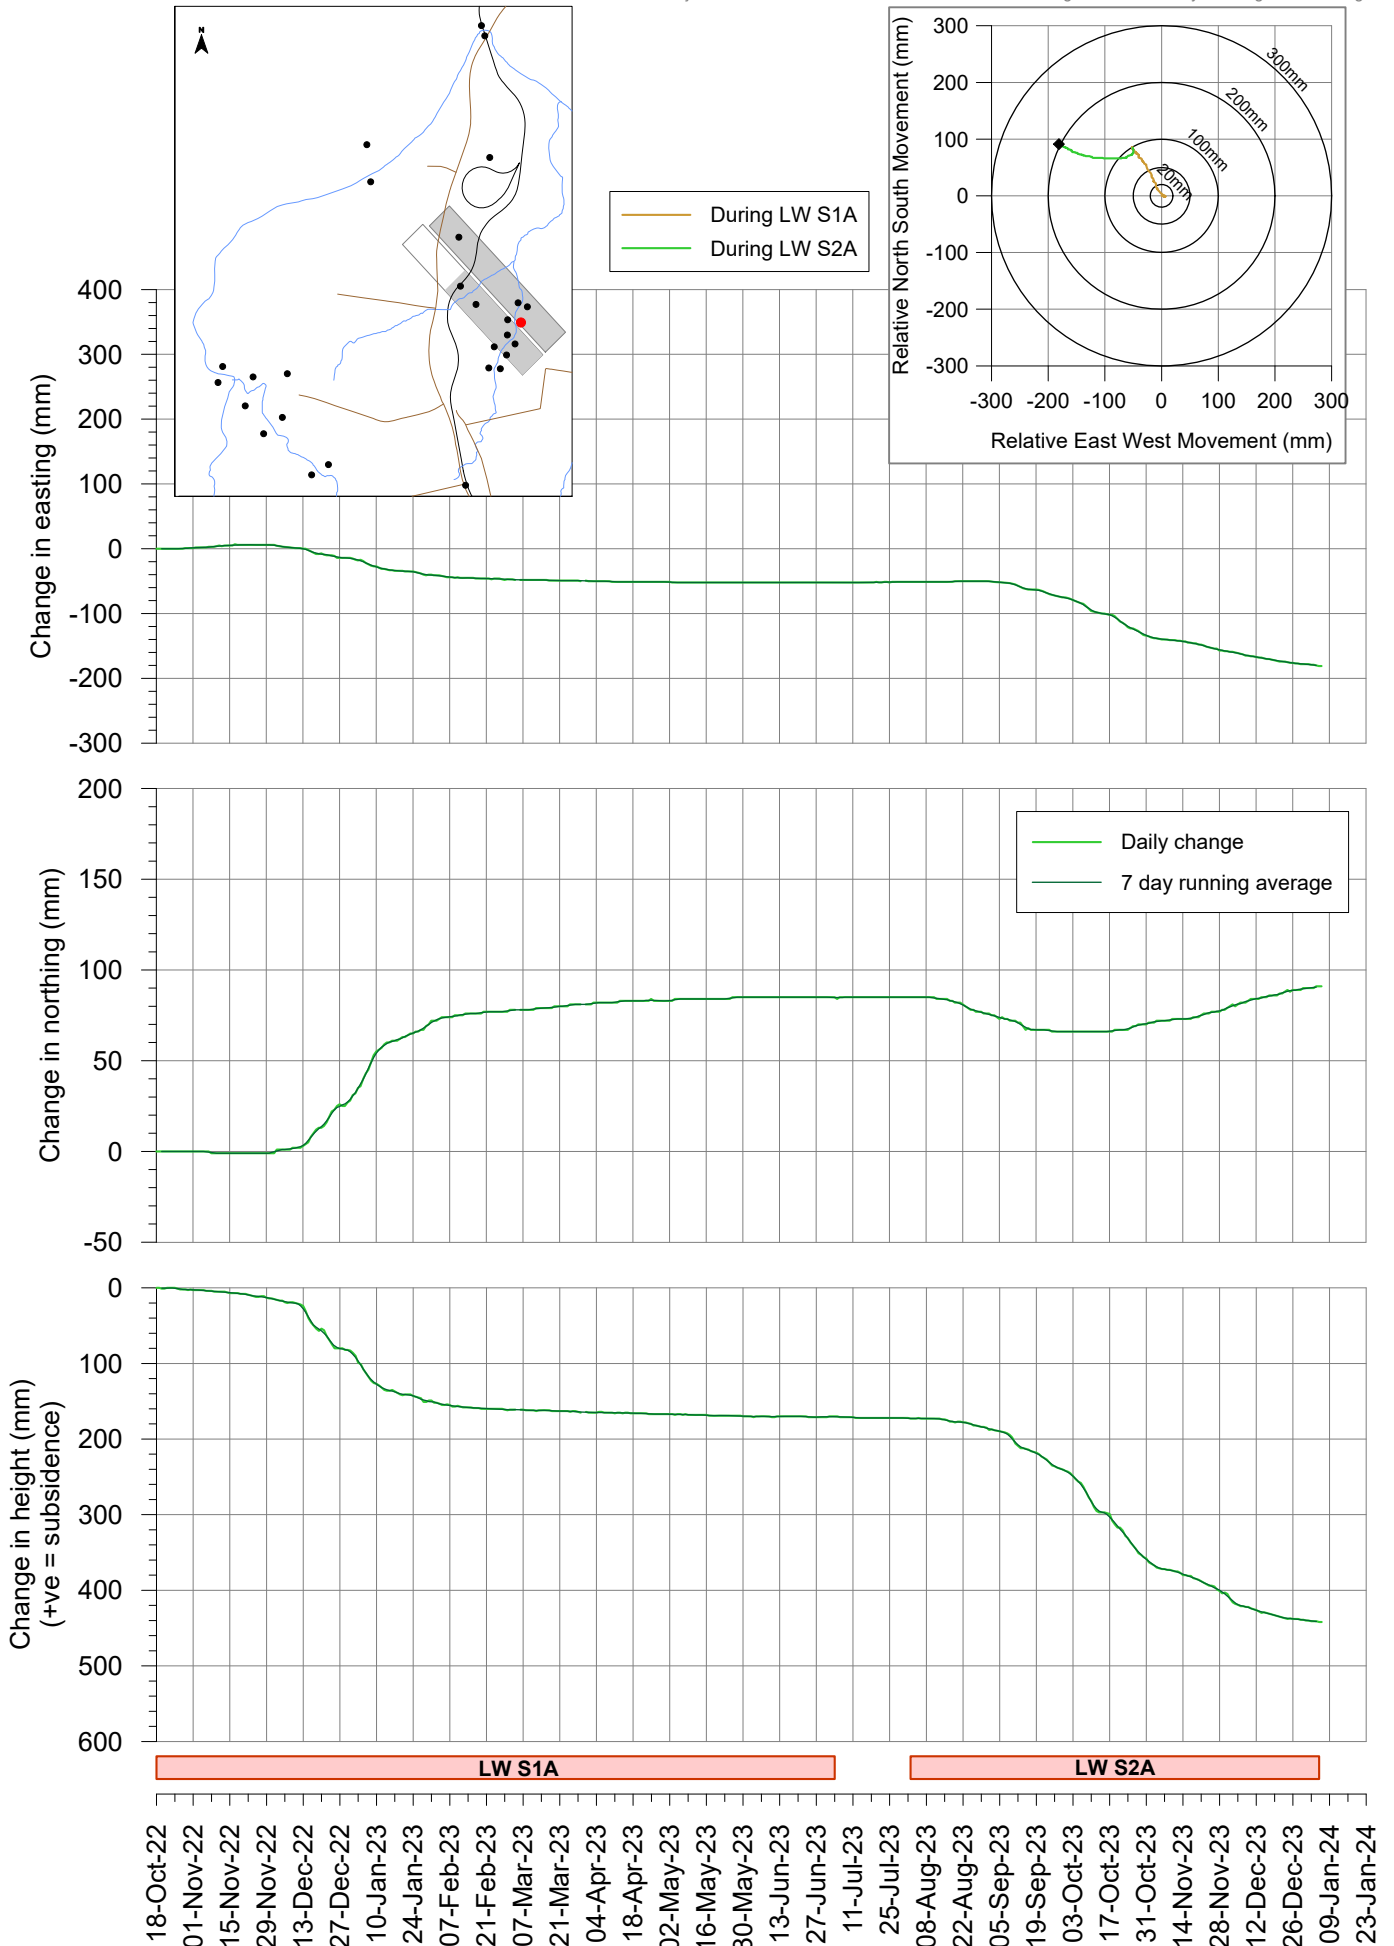 N
During LW S1A
During LW S2A
Relative North South Movement (mm)
300
200
100
0
-100
-200
-300
300mm
200mm
100mm
20mm
-300 -200 -100 0 100 200 300
Relative East West Movement (mm)
Change in easting (mm)
400
300
200
100
0
-100
-200
-300
Change in northing (mm)
200
150
100
50
0
-50
Daily change
7 day running average
Change in height (mm)
(+ve = subsidence)
0
100
200
300
400
500
600
LW S1A
LW S2A
18-Oct-22
01-Nov-22
15-Nov-22
29-Nov-22
13-Dec-22
27-Dec-22
10-Jan-23
24-Jan-23
07-Feb-23
21-Feb-23
07-Mar-23
21-Mar-23
04-Apr-23
18-Apr-23
02-May-23
16-May-23
30-May-23
13-Jun-23
27-Jun-23
11-Jul-23
25-Jul-23
08-Aug-23
22-Aug-23
05-Sep-23
19-Sep-23
03-Oct-23
17-Oct-23
31-Oct-23
14-Nov-23
28-Nov-23
12-Dec-23
26-Dec-23
09-Jan-24
23-Jan-24